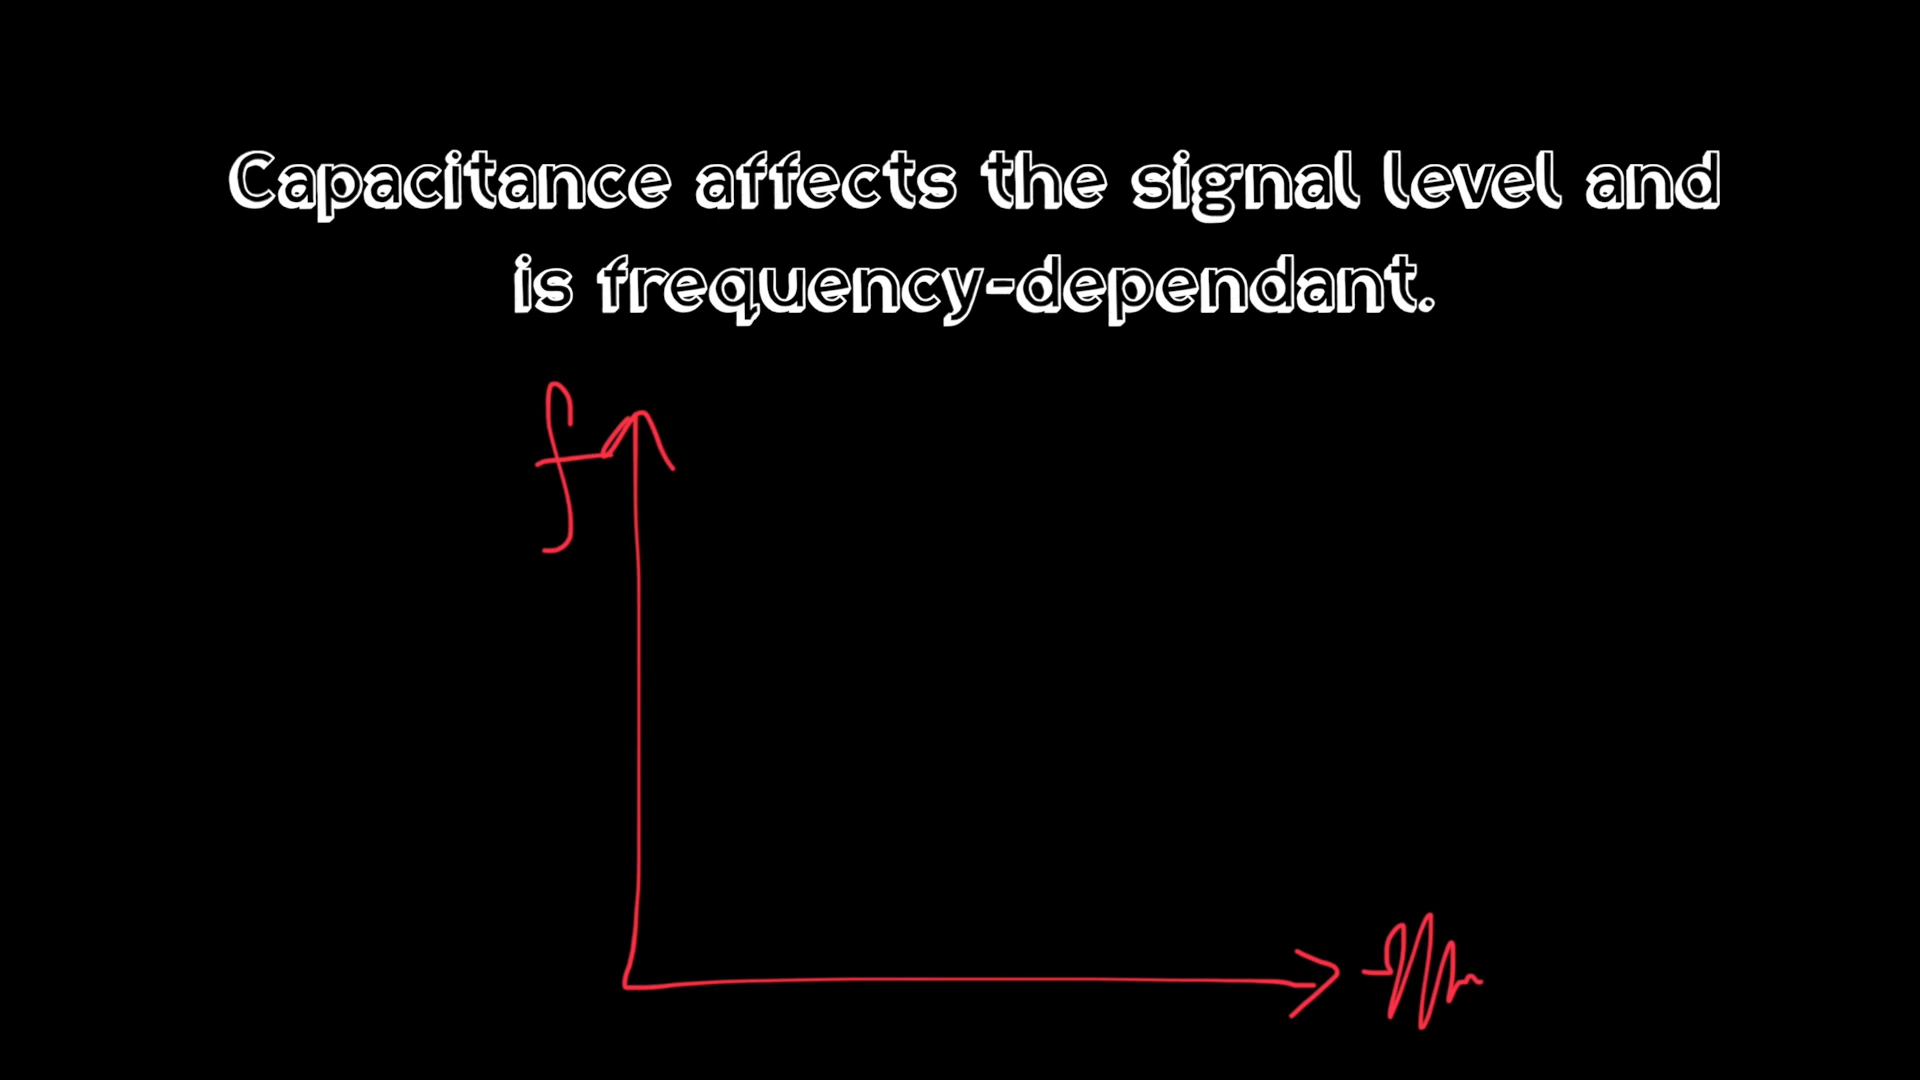 Capacitance affects the signal level and
is frequency-dependant.
f